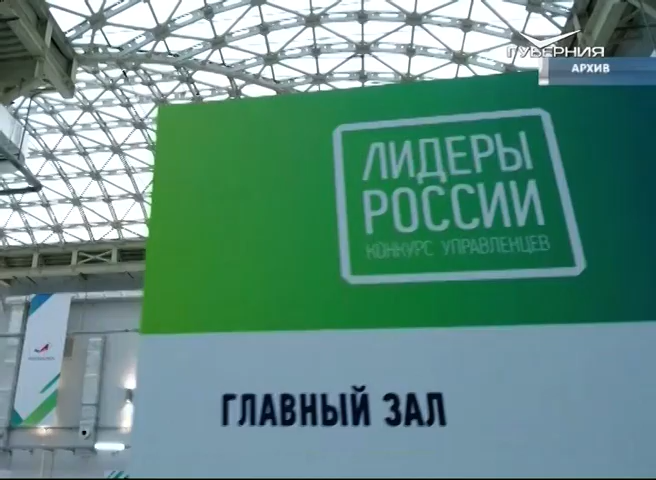 ГУБЕРНИЯ
АРХИВ
ЛИДЕРЫ
РОССИИ
КОНКУРС УПРАВЛЕНЦЕВ
ГЛАВНЫЙ ЗАЛ